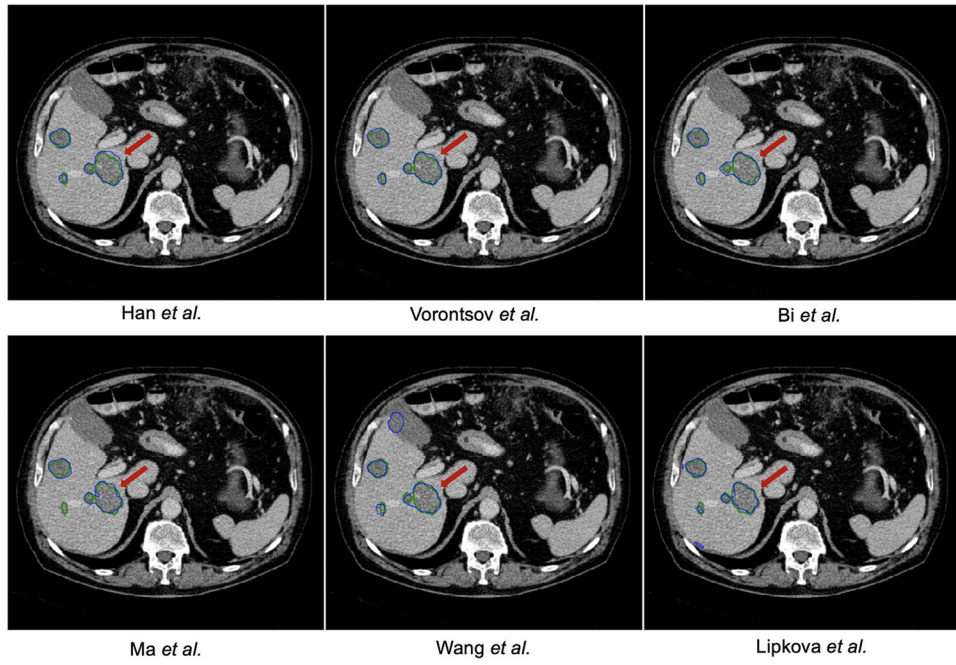 Han et al.
Vorontsov et al.
Bi et al.
Ma et al.
Wang et al.
Lipkova et al.